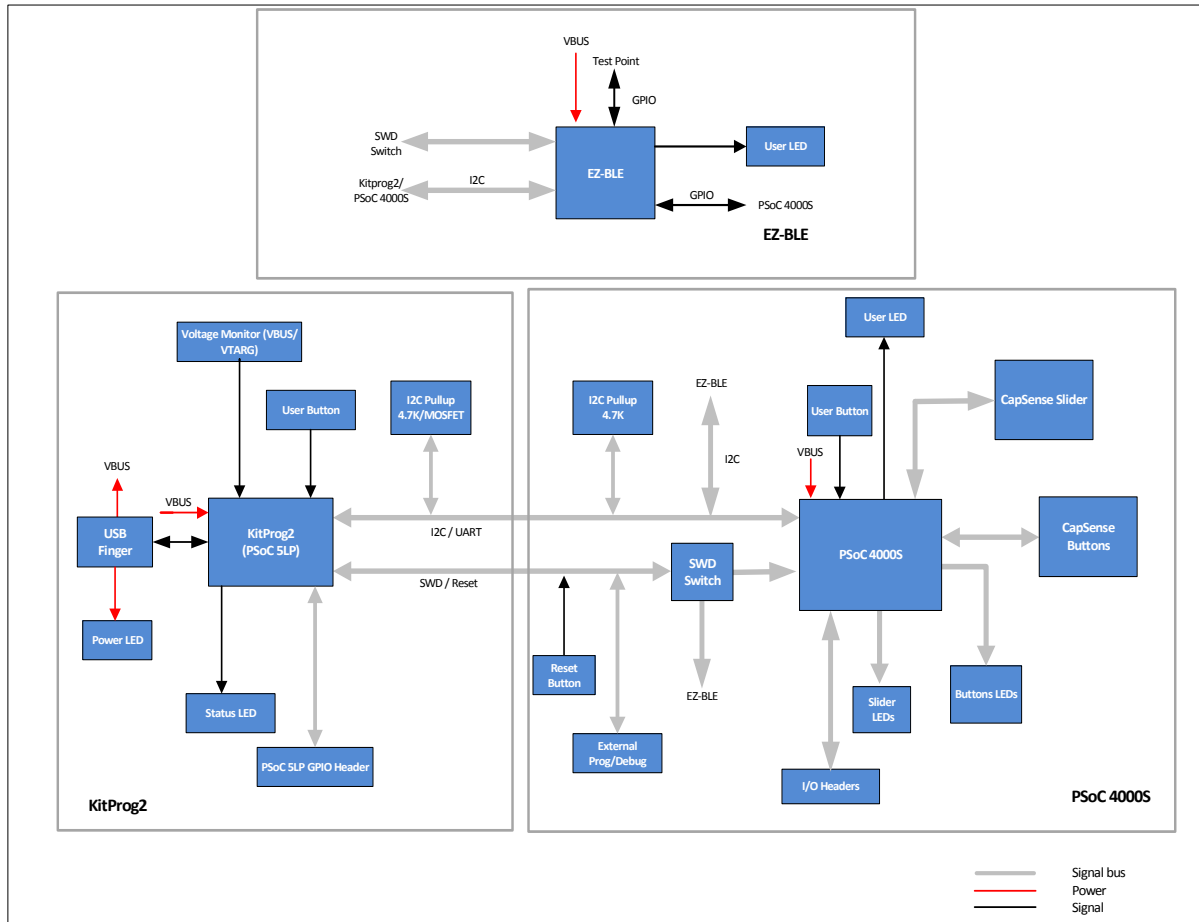 VBUS
Test Point
GPIO
SWD
Switch
EZ-BLE
User LED
Kitprog2/
PSoC 4000S
I2C
GPIO
PSoC 4000S
EZ-BLE
Voltage Monitor (VBUS/
VTARG)
User Button
I2C Pullup
4.7K/MOSFET
VBUS
VBUS
USB
Finger
KitProg2
(PSoC 5LP)
I2C / UART
SWD / Reset
Power LED
Status LED
PSoC 5LP GPIO Header
KitProg2
User LED
I2C Pullup
4.7K
EZ-BLE
I2C
User Button
VBUS
CapSense Slider
PSoC 4000S
CapSense
Buttons
SWD
Switch
Reset
Button
EZ-BLE
External
Prog/Debug
Slider
LEDs
Buttons LEDs
I/O Headers
PSoC 4000S
Signal bus
Power
Signal